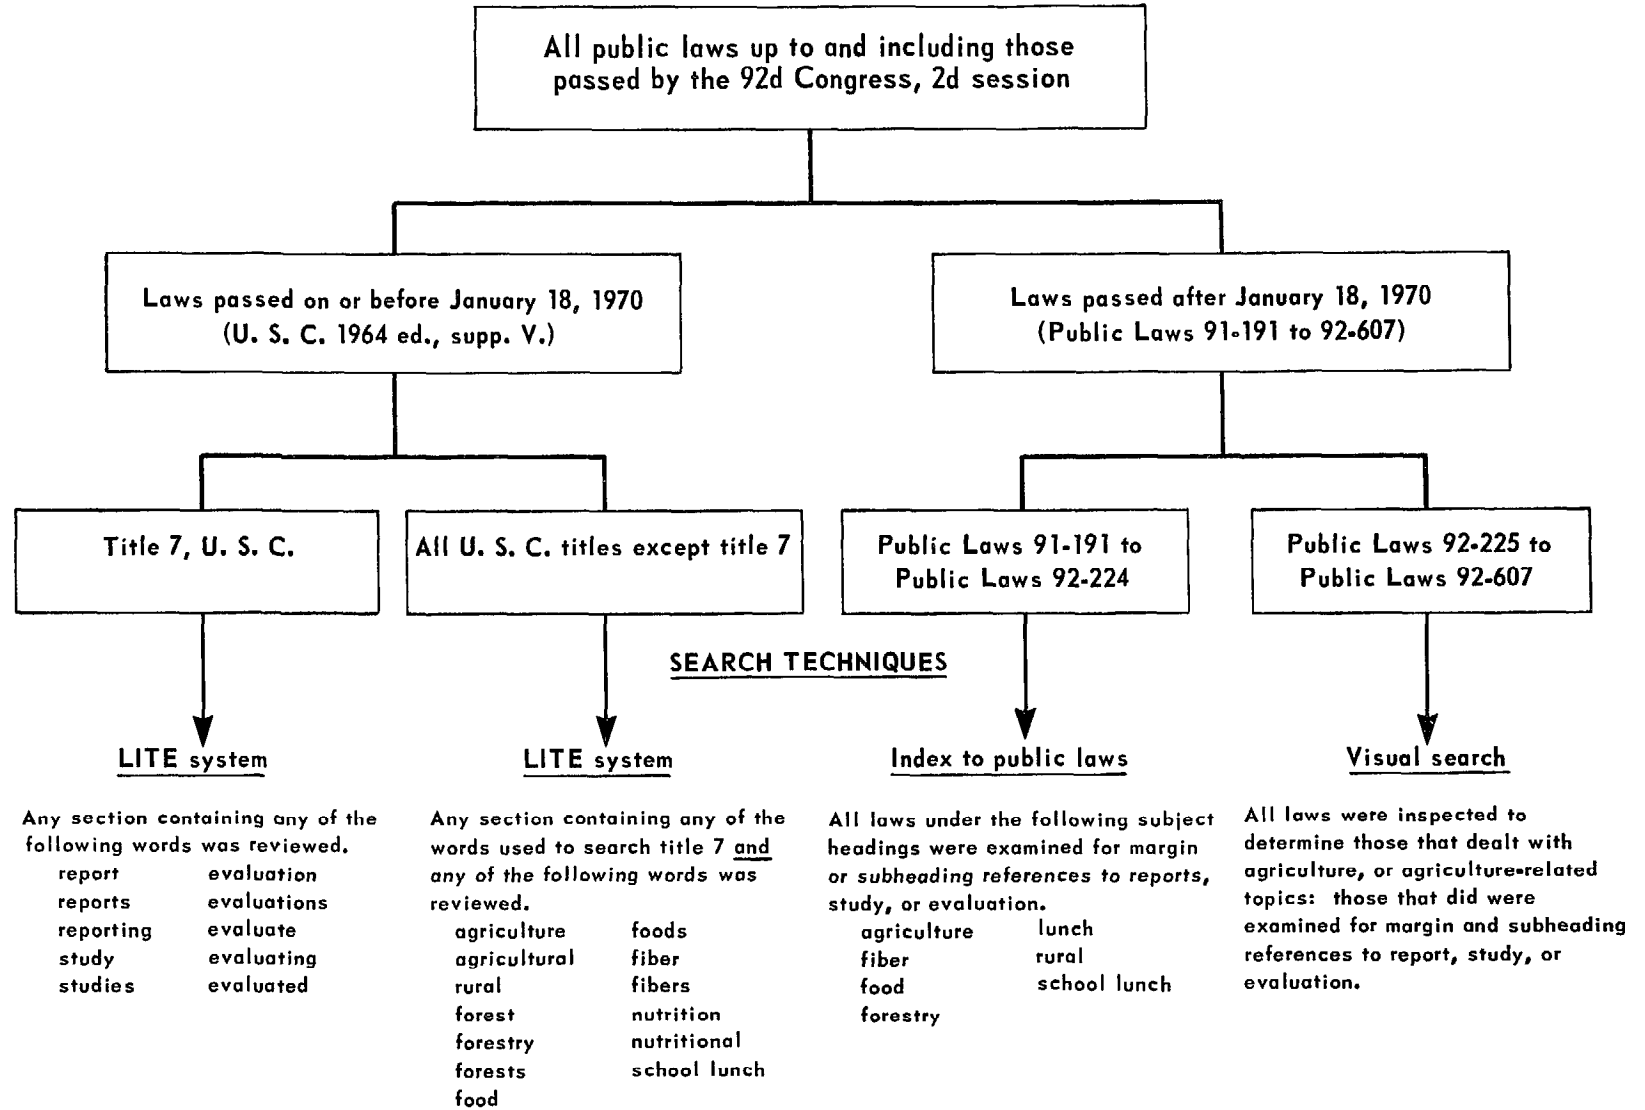 All public laws up to and including those
passed by the 92d Congress, 2d session
Laws passed on or before January 18, 1970
(U. S. C. 1964 ed., supp. V.)
Laws passed after January 18, 1970
(Public Laws 91-191 to 92-607)
Title 7, U. S. C.
All U. S. C. titles except title 7
Public Laws 91-191 to
Public Laws 92-224
Public Laws 92-225 to
Public Laws 92-607
SEARCH TECHNIQUES
LITE system
Any section containing any of the
following words was reviewed.
report evaluation
reports evaluations
reporting evaluate
study evaluating
studies evaluated
LITE system
Any section containing any of the
words used to search title 7 and
any of the following words was
reviewed.
agriculture foods
agricultural fiber
rural fibers
forest nutrition
forestry nutritional
forests school lunch
food
Index to public laws
All laws under the following subject
headings were examined for margin
or subheading references to reports,
study, or evaluation.
agriculture lunch
fiber rural
food school lunch
forestry
Visual search
All laws were inspected to
determine those that dealt with
agriculture, or agriculture-related
topics: those that did were
examined for margin and subheading
references to report, study, or
evaluation.